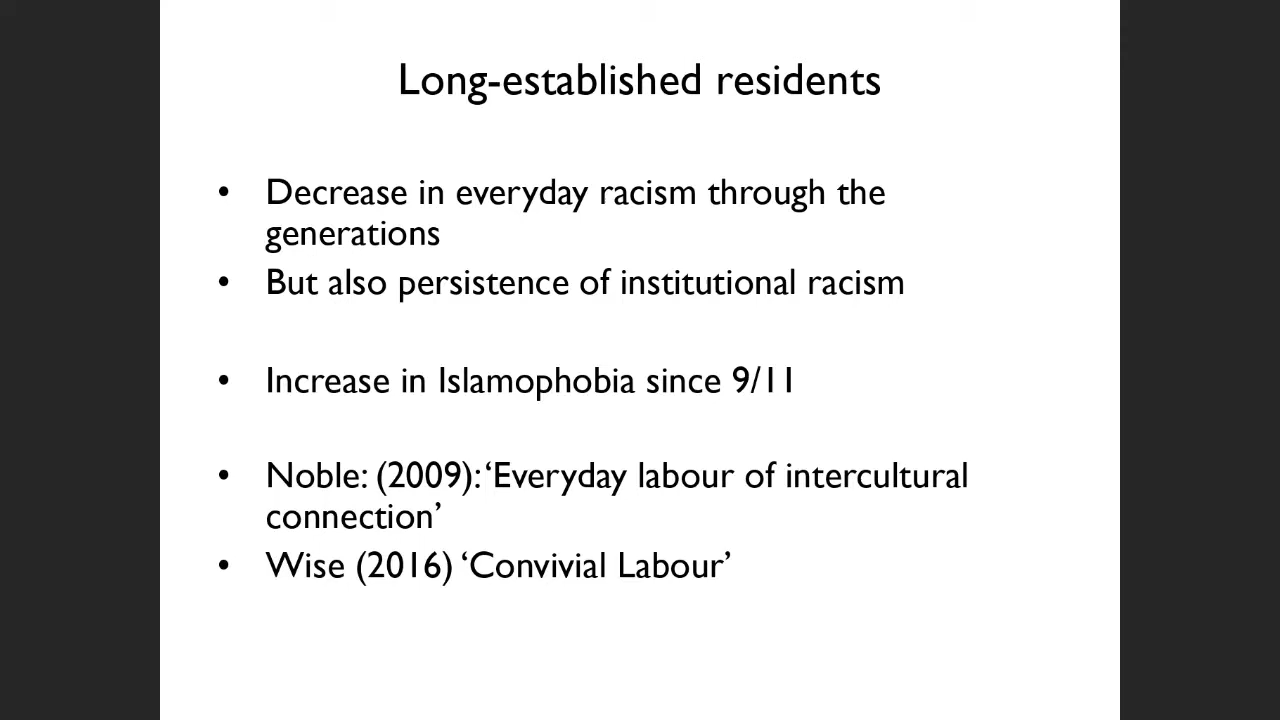 Long-established residents
• Decrease in everyday racism through the
generations
• But also persistence of institutional racism
• Increase in Islamophobia since 9/11
• Noble: (2009): ‘Everyday labour of intercultural
connection’
• Wise (2016) ‘Convivial Labour’